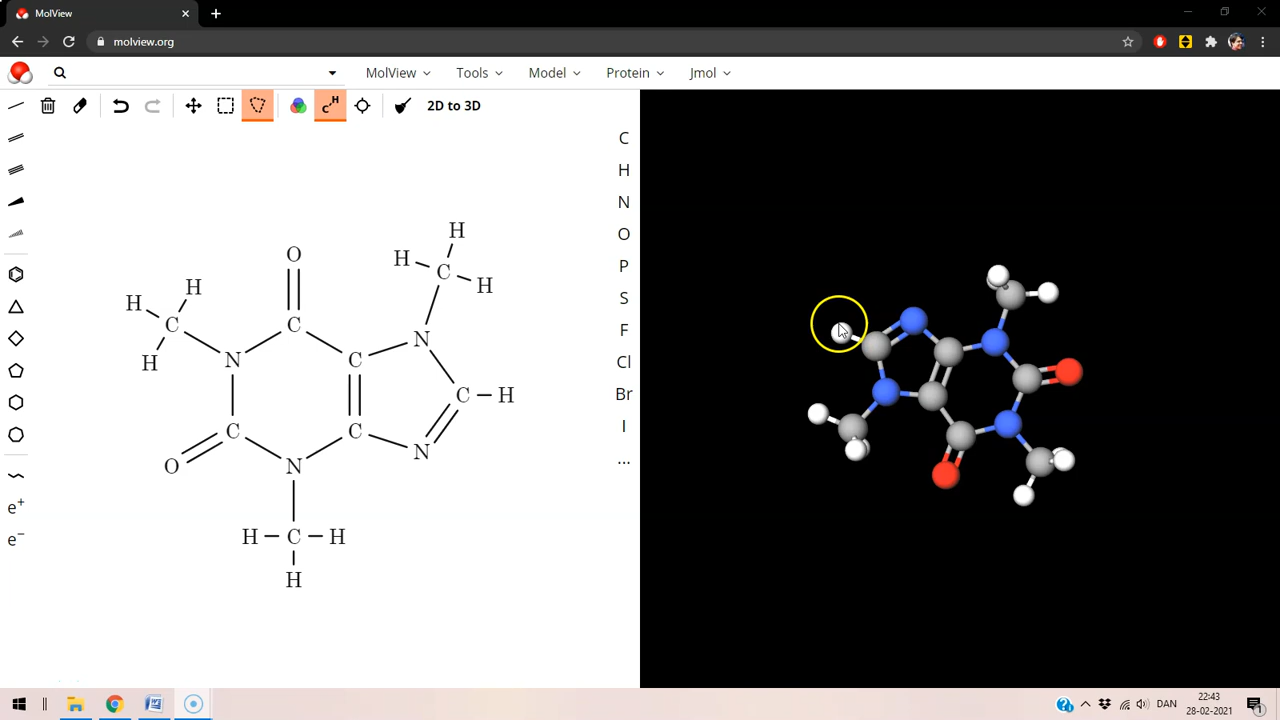 MolView
molview.org
MolView Tools Model Protein Jmol
C H 2D to 3D
C
H
N
O
P
S
F
Cl
Br
I
...
e+
e−
H
O H C H
H H
H C
H N C C N
C H
C C
O N N
H C H
H
DAN 22:43
28-02-2021
1